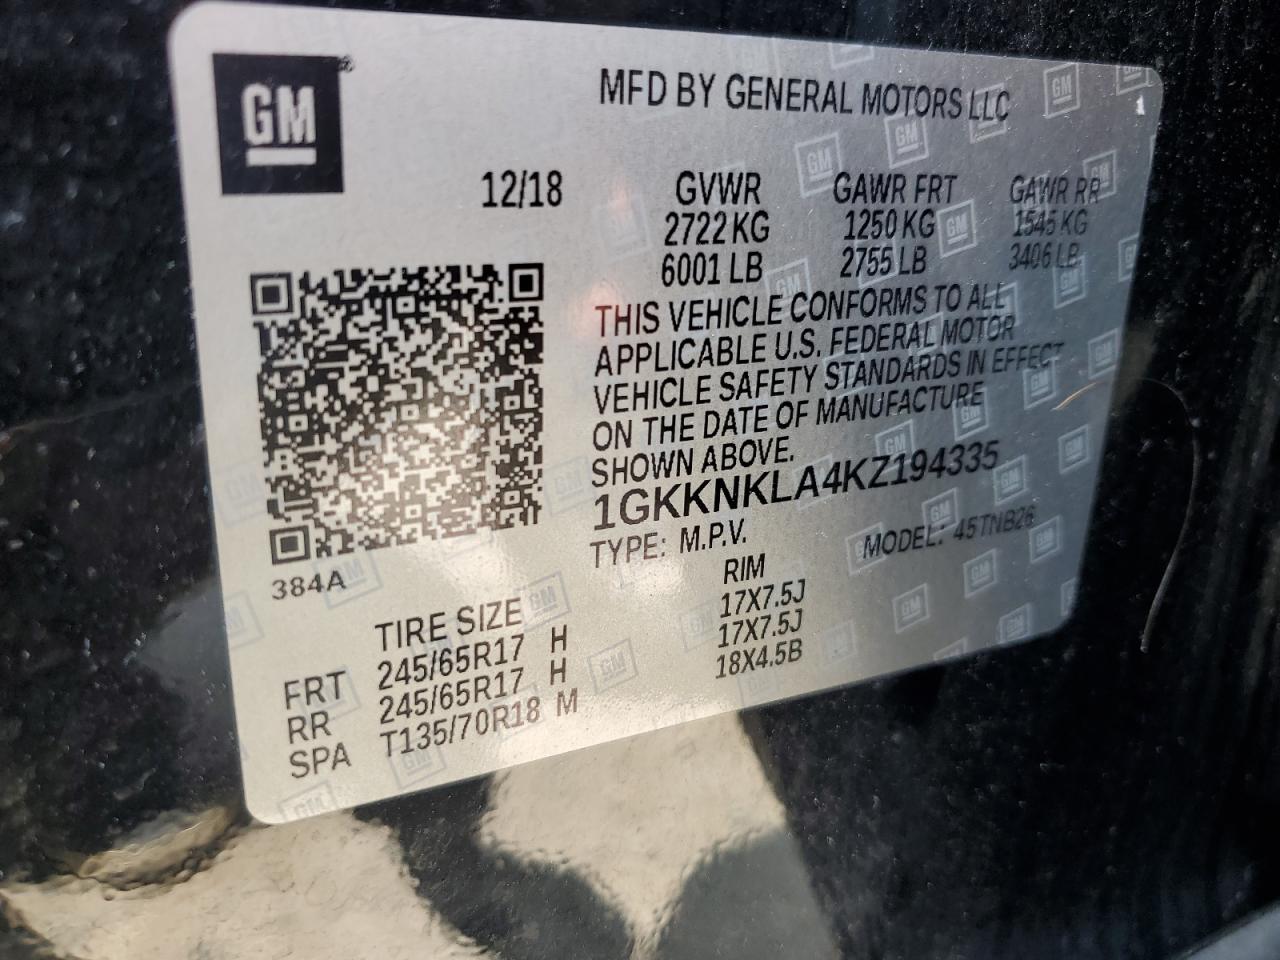 GM
MFD BY GENERAL MOTORS LLC
12/18 GVWR GAWR FRT GAWR RR
2722 KG 1250 KG 1545 KG
6001 LB 2755 LB 3406 LB
THIS VEHICLE CONFORMS TO ALL
APPLICABLE U.S. FEDERAL MOTOR
VEHICLE SAFETY STANDARDS IN EFFECT
ON THE DATE OF MANUFACTURE
SHOWN ABOVE.
1GKKNKLA4KZ194335
TYPE: M.P.V. MODEL: 45TNB26
384A
TIRE SIZE RIM
FRT 245/65R17 H 17X7.5J
RR 245/65R17 H 17X7.5J
SPA T135/70R18 M 18X4.5B